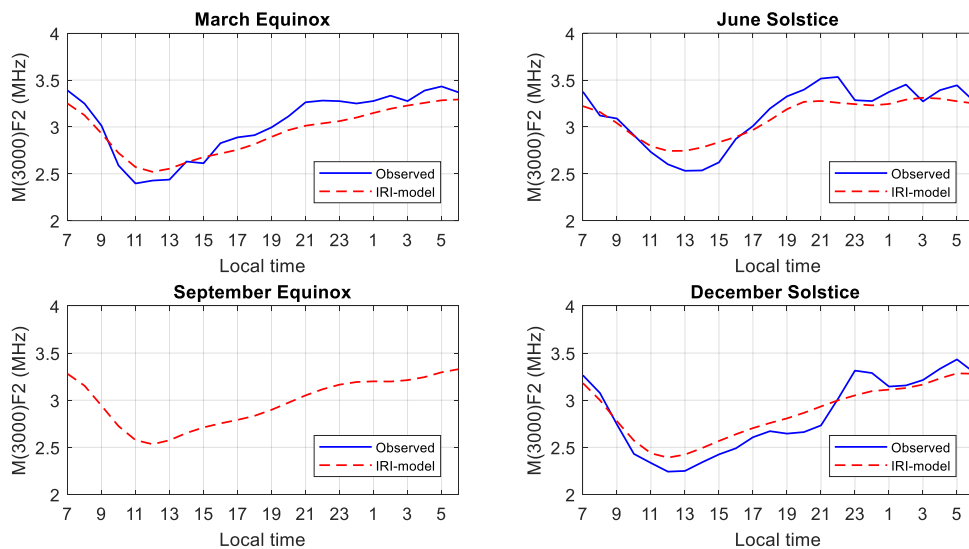 March Equinox
M(3000)F2 (MHz)
4
3.5
3
2.5
2
Observed
IRI-model
7 9 11 13 15 17 19 21 23 1 3 5
Local time
June Solstice
M(3000)F2 (MHz)
4
3.5
3
2.5
2
Observed
IRI-model
7 9 11 13 15 17 19 21 23 1 3 5
Local time
September Equinox
M(3000)F2 (MHz)
4
3.5
3
2.5
2
Observed
IRI-model
7 9 11 13 15 17 19 21 23 1 3 5
Local time
December Solstice
M(3000)F2 (MHz)
4
3.5
3
2.5
2
Observed
IRI-model
7 9 11 13 15 17 19 21 23 1 3 5
Local time